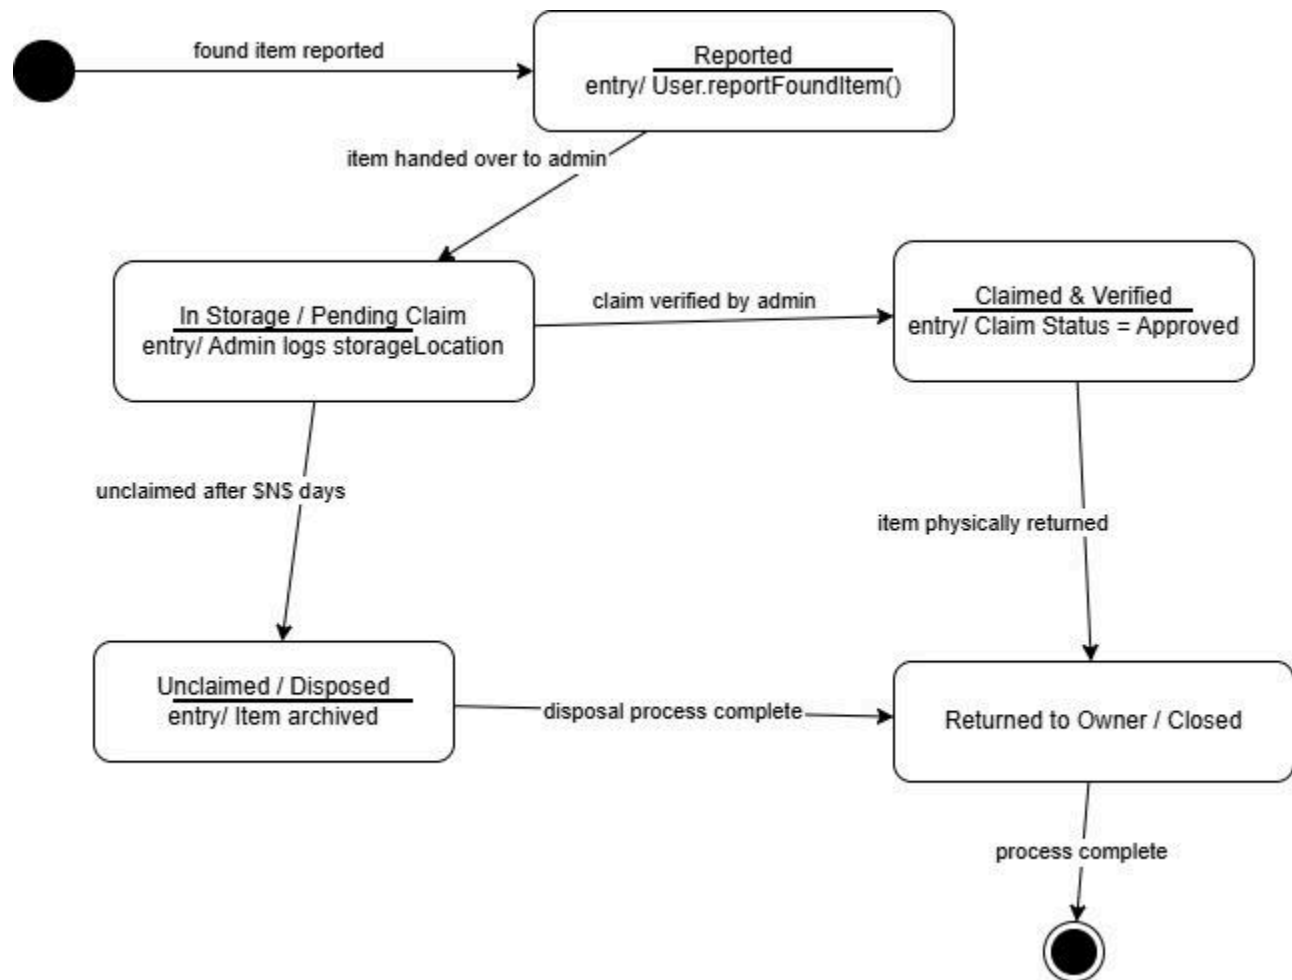 found item reported
Reported
entry/ User.reportFoundItem()
item handed over to admin
In Storage / Pending Claim
entry/ Admin logs storageLocation
claim verified by admin
Claimed & Verified
entry/ Claim Status = Approved
unclaimed after $N$ days
item physically returned
Unclaimed / Disposed
entry/ Item archived
disposal process complete
Returned to Owner / Closed
process complete